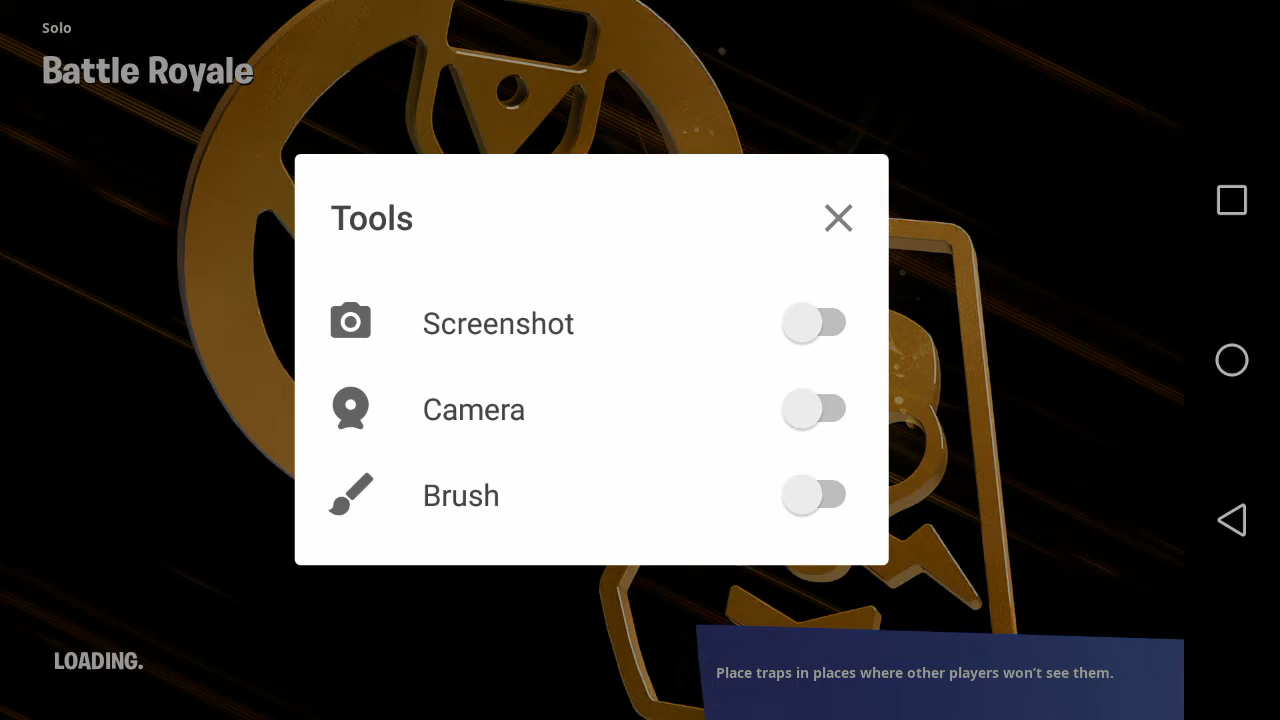 Solo
Battle Royale
Tools
Screenshot
Camera
Brush
LOADING.
Place traps in places where other players won't see them.